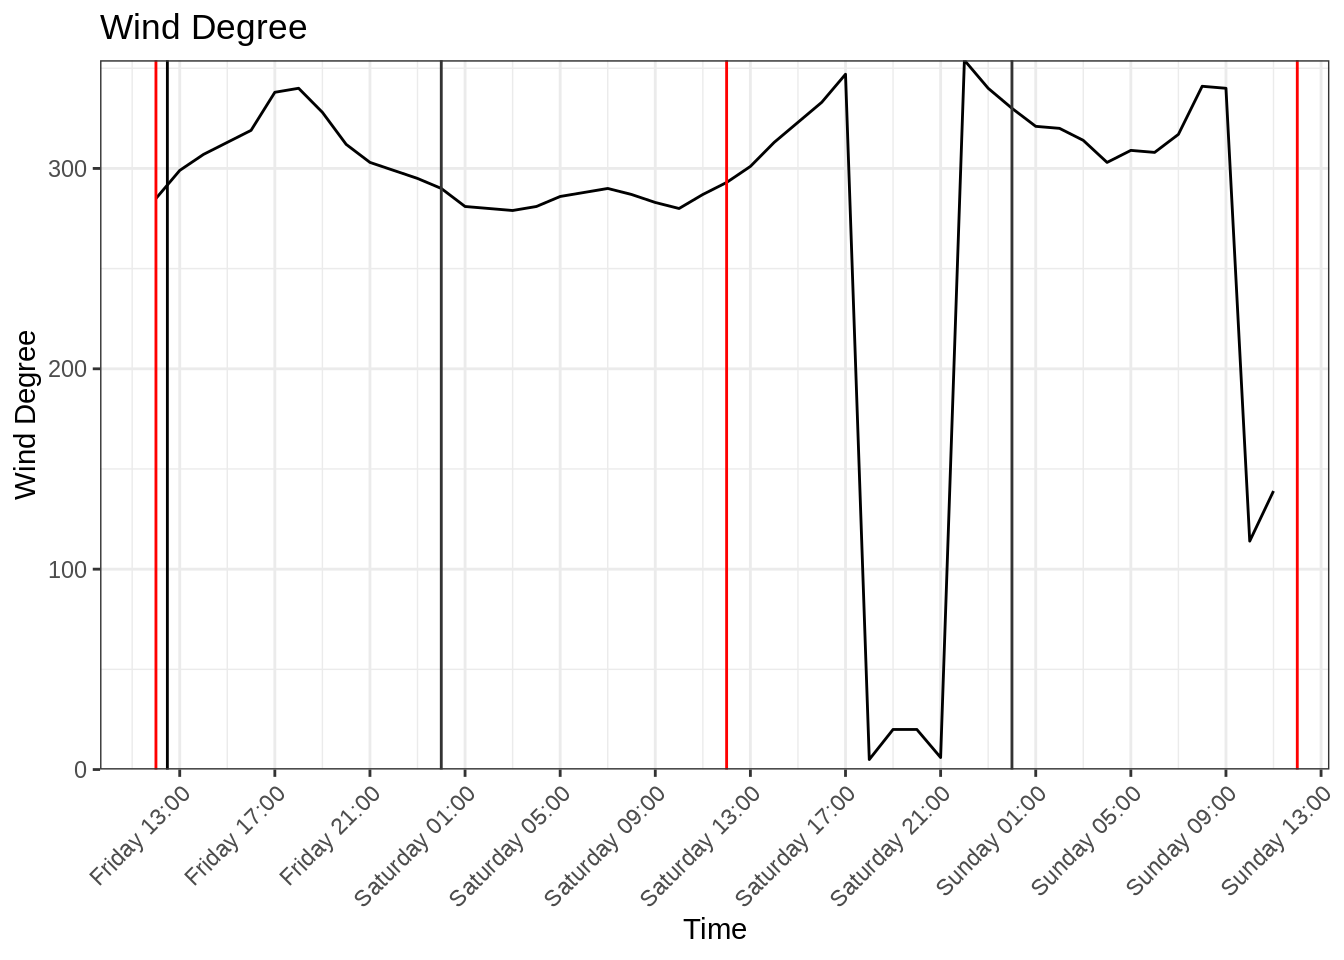 Wind Degree
Wind Degree
300
200
100
0
Friday 13:00
Friday 17:00
Friday 21:00
Saturday 01:00
Saturday 05:00
Saturday 09:00
Saturday 13:00
Saturday 17:00
Saturday 21:00
Sunday 01:00
Sunday 05:00
Sunday 09:00
Sunday 13:00
Time